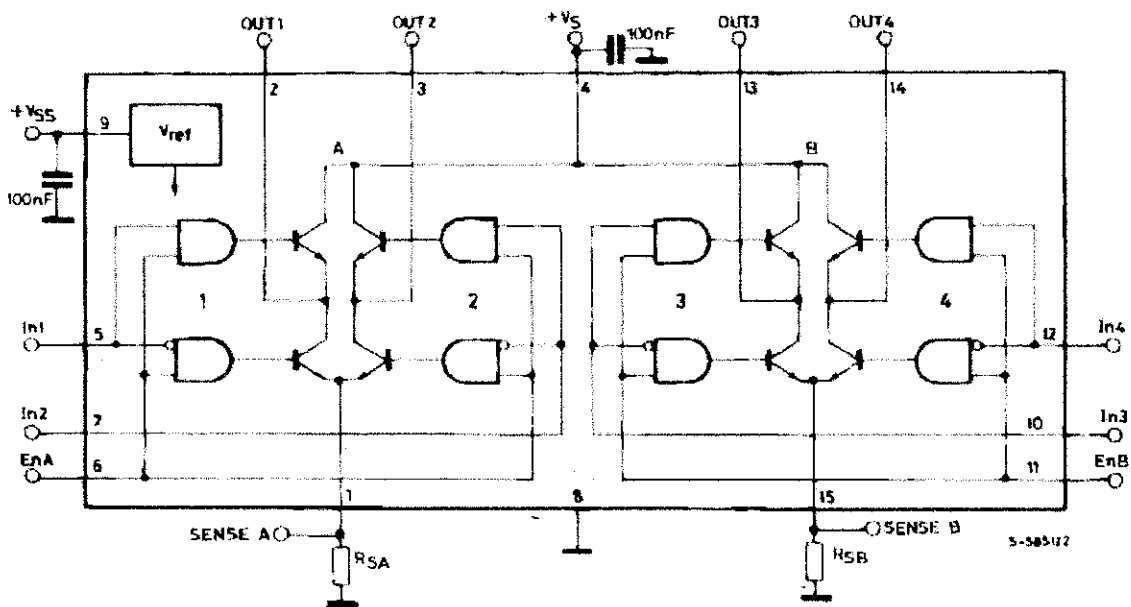 OUT1 OUT2 +VS 100nF OUT3 OUT4
2 3 4 13 14
+VSS 9 Vref
A B
100nF
1 2 3 4
In1 5 12 In4
In2 7 10 In3
EnA 6 11 EnB
1 8 15
SENSE A SENSE B
RSA RSB